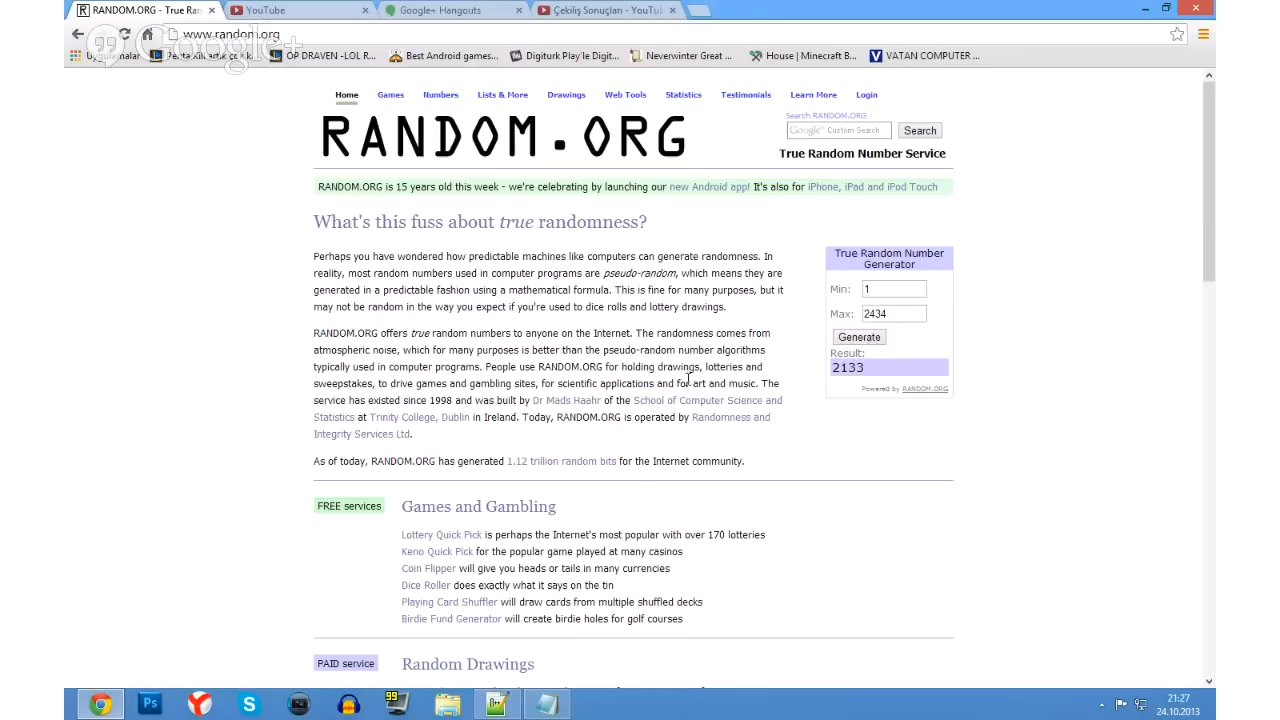 RANDOM.ORG - True Ran
YouTube
Google+ Hangouts
Çekiliş Sonuçları - YouTul
www.random.org
Google+
Uygulamalar
OP DRAVEN -LOL R...
Best Android games...
Digiturk Play'le Digit...
Neverwinter Great ...
House | Minecraft B...
VATAN COMPUTER ...
Home Games Numbers Lists & More Drawings Web Tools Statistics Testimonials Learn More Login
Search RANDOM.ORG
Google™ Custom Search
Search
RANDOM.ORG
True Random Number Service
RANDOM.ORG is 15 years old this week - we're celebrating by launching our new Android app! It's also for iPhone, iPad and iPod Touch
What's this fuss about true randomness?
Perhaps you have wondered how predictable machines like computers can generate randomness. In
reality, most random numbers used in computer programs are pseudo-random, which means they are
generated in a predictable fashion using a mathematical formula. This is fine for many purposes, but it
may not be random in the way you expect if you're used to dice rolls and lottery drawings.
RANDOM.ORG offers true random numbers to anyone on the Internet. The randomness comes from
atmospheric noise, which for many purposes is better than the pseudo-random number algorithms
typically used in computer programs. People use RANDOM.ORG for holding drawings, lotteries and
sweepstakes, to drive games and gambling sites, for scientific applications and for art and music. The
service has existed since 1998 and was built by Dr Mads Haahr of the School of Computer Science and
Statistics at Trinity College, Dublin in Ireland. Today, RANDOM.ORG is operated by Randomness and
Integrity Services Ltd.
As of today, RANDOM.ORG has generated 1.12 trillion random bits for the Internet community.
True Random Number
Generator
Min: 1
Max: 2434
Generate
Result:
2133
Powered by RANDOM.ORG
FREE services
Games and Gambling
Lottery Quick Pick is perhaps the Internet's most popular with over 170 lotteries
Keno Quick Pick for the popular game played at many casinos
Coin Flipper will give you heads or tails in many currencies
Dice Roller does exactly what it says on the tin
Playing Card Shuffler will draw cards from multiple shuffled decks
Birdie Fund Generator will create birdie holes for golf courses
PAID service
Random Drawings
Ps
99
21:27
24.10.2013